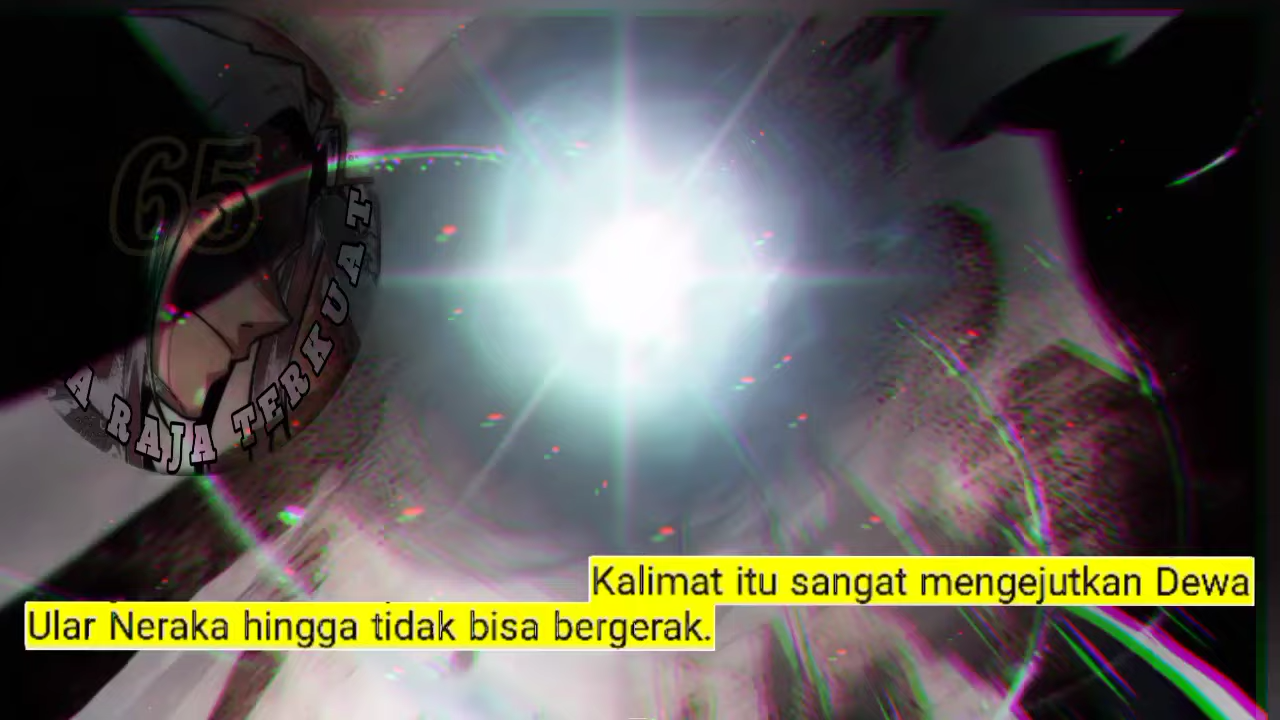 65
A RAJA TERKUAT
Kalimat itu sangat mengejutkan Dewa
Ular Neraka hingga tidak bisa bergerak.